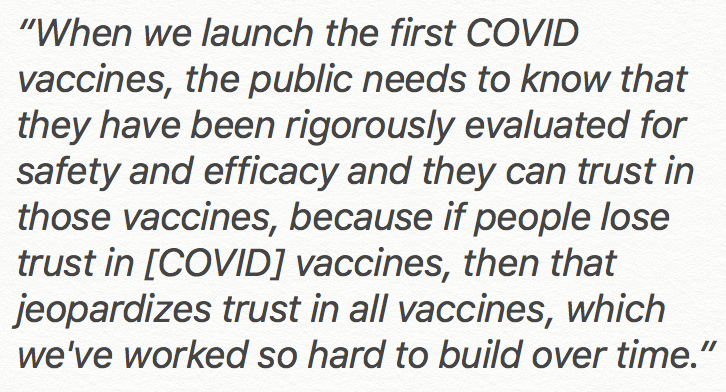 “When we launch the first COVID
vaccines, the public needs to know that
they have been rigorously evaluated for
safety and efficacy and they can trust in
those vaccines, because if people lose
trust in [COVID] vaccines, then that
jeopardizes trust in all vaccines, which
we've worked so hard to build over time.”